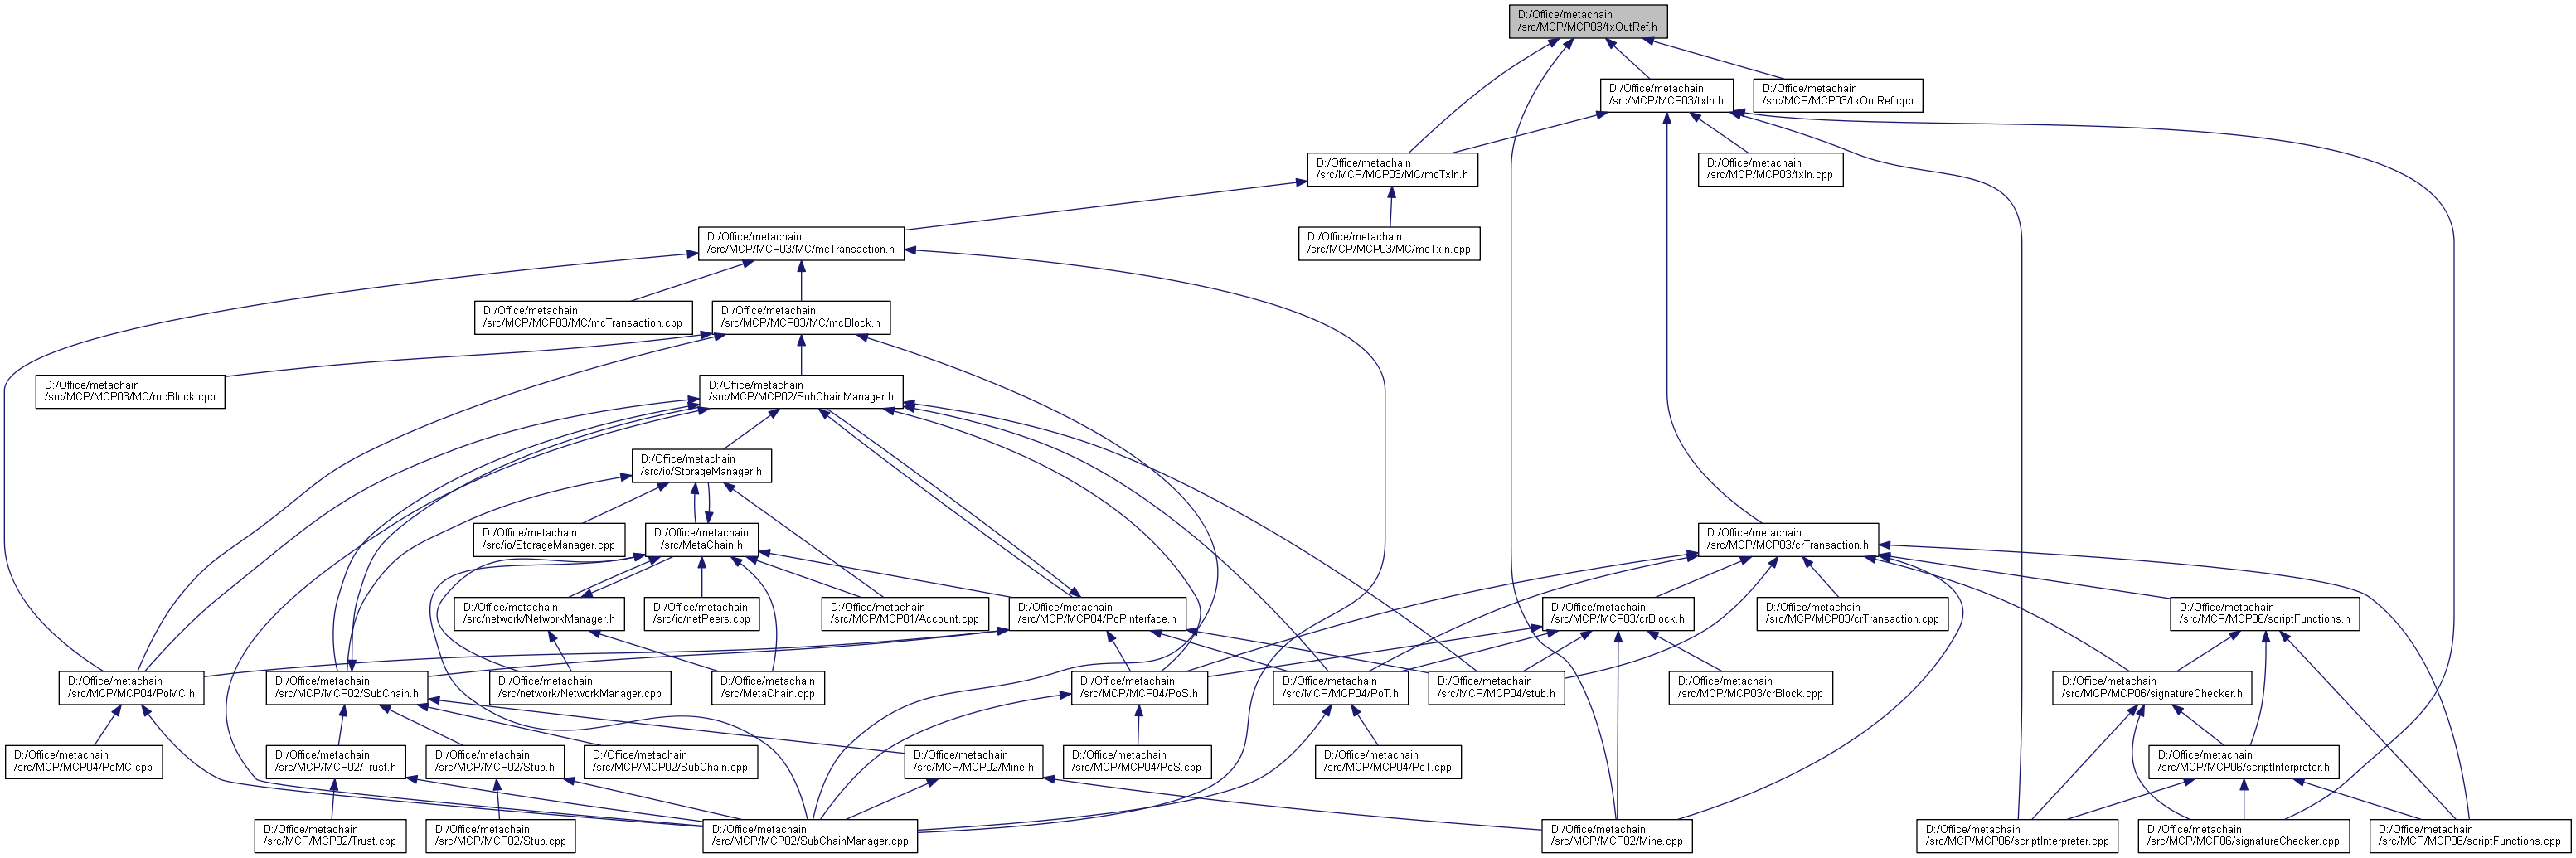 D:/Office/metachain
/src/MCP/MCP03/txOutRef.h
D:/Office/metachain
/src/MCP/MCP03/txIn.h
D:/Office/metachain
/src/MCP/MCP03/txOutRef.cpp
D:/Office/metachain
/src/MCP/MCP03/MC/mcTxIn.h
D:/Office/metachain
/src/MCP/MCP03/txIn.cpp
D:/Office/metachain
/src/MCP/MCP03/MC/mcTransaction.h
D:/Office/metachain
/src/MCP/MCP03/MC/mcTxIn.cpp
D:/Office/metachain
/src/MCP/MCP03/MC/mcTransaction.cpp
D:/Office/metachain
/src/MCP/MCP03/MC/mcBlock.h
D:/Office/metachain
/src/MCP/MCP03/MC/mcBlock.cpp
D:/Office/metachain
/src/MCP/MCP02/SubChainManager.h
D:/Office/metachain
/src/io/StorageManager.h
D:/Office/metachain
/src/io/StorageManager.cpp
D:/Office/metachain
/src/MetaChain.h
D:/Office/metachain
/src/MCP/MCP03/crTransaction.h
D:/Office/metachain
/src/network/NetworkManager.h
D:/Office/metachain
/src/io/netPeers.cpp
D:/Office/metachain
/src/MCP/MCP01/Account.cpp
D:/Office/metachain
/src/MCP/MCP04/PoPInterface.h
D:/Office/metachain
/src/MCP/MCP03/crBlock.h
D:/Office/metachain
/src/MCP/MCP03/crTransaction.cpp
D:/Office/metachain
/src/MCP/MCP06/scriptFunctions.h
D:/Office/metachain
/src/MCP/MCP04/PoMC.h
D:/Office/metachain
/src/MCP/MCP02/SubChain.h
D:/Office/metachain
/src/network/NetworkManager.cpp
D:/Office/metachain
/src/MetaChain.cpp
D:/Office/metachain
/src/MCP/MCP04/PoS.h
D:/Office/metachain
/src/MCP/MCP04/PoT.h
D:/Office/metachain
/src/MCP/MCP04/stub.h
D:/Office/metachain
/src/MCP/MCP03/crBlock.cpp
D:/Office/metachain
/src/MCP/MCP06/signatureChecker.h
D:/Office/metachain
/src/MCP/MCP04/PoMC.cpp
D:/Office/metachain
/src/MCP/MCP02/Trust.h
D:/Office/metachain
/src/MCP/MCP02/Stub.h
D:/Office/metachain
/src/MCP/MCP02/SubChain.cpp
D:/Office/metachain
/src/MCP/MCP02/Mine.h
D:/Office/metachain
/src/MCP/MCP04/PoS.cpp
D:/Office/metachain
/src/MCP/MCP04/PoT.cpp
D:/Office/metachain
/src/MCP/MCP06/scriptInterpreter.h
D:/Office/metachain
/src/MCP/MCP02/Trust.cpp
D:/Office/metachain
/src/MCP/MCP02/Stub.cpp
D:/Office/metachain
/src/MCP/MCP02/SubChainManager.cpp
D:/Office/metachain
/src/MCP/MCP02/Mine.cpp
D:/Office/metachain
/src/MCP/MCP06/scriptInterpreter.cpp
D:/Office/metachain
/src/MCP/MCP06/signatureChecker.cpp
D:/Office/metachain
/src/MCP/MCP06/scriptFunctions.cpp